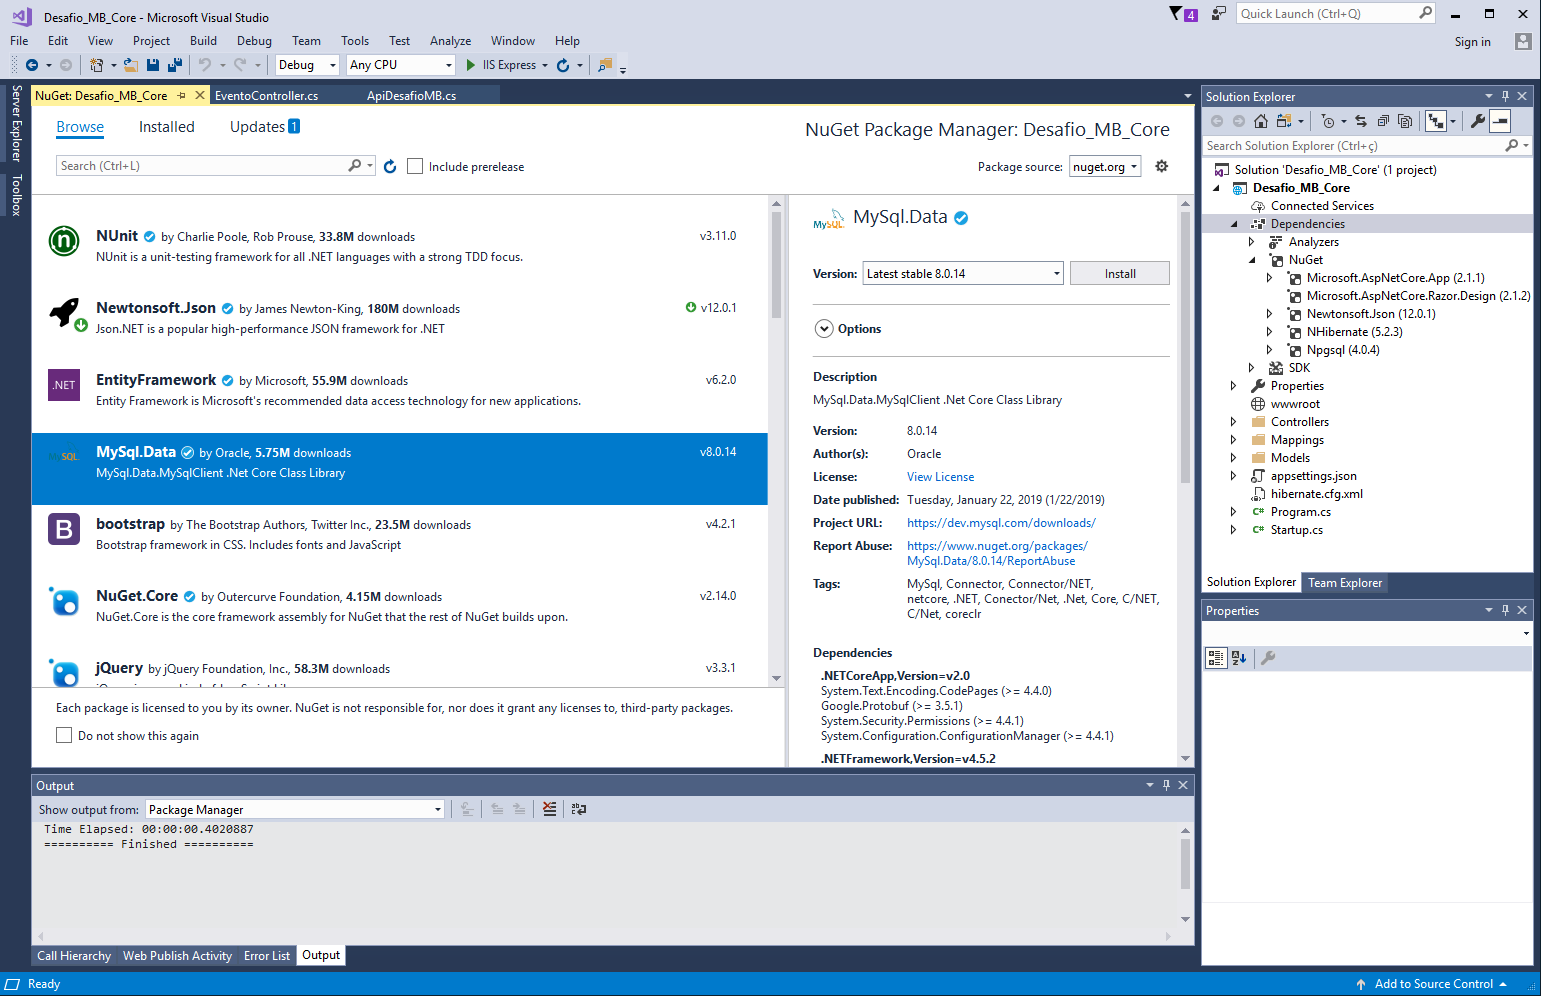 Desafio_MB_Core - Microsoft Visual Studio
4
Quick Launch (Ctrl+Q)
File Edit View Project Build Debug Team Tools Test Analyze Window Help
Sign in
Debug Any CPU IIS Express
Server Explorer
Toolbox
NuGet: Desafio_MB_Core EventoController.cs ApiDesafioMB.cs
Browse Installed Updates 1
NuGet Package Manager: Desafio_MB_Core
Search (Ctrl+L)
Include prerelease
Package source: nuget.org
NUnit by Charlie Poole, Rob Prouse, 33.8M downloads v3.11.0
NUnit is a unit-testing framework for all .NET languages with a strong TDD focus.
Newtonsoft.Json by James Newton-King, 180M downloads v12.0.1
Json.NET is a popular high-performance JSON framework for .NET
.NET
EntityFramework by Microsoft, 55.9M downloads v6.2.0
Entity Framework is Microsoft's recommended data access technology for new applications.
MySql.Data by Oracle, 5.75M downloads v8.0.14
MySql.Data.MySqlClient .Net Core Class Library
B
bootstrap by The Bootstrap Authors, Twitter Inc., 23.5M downloads v4.2.1
Bootstrap framework in CSS. Includes fonts and JavaScript
NuGet.Core by Outercurve Foundation, 4.15M downloads v2.14.0
NuGet.Core is the core framework assembly for NuGet that the rest of NuGet builds upon.
jQuery by jQuery Foundation, Inc., 58.3M downloads v3.3.1
Each package is licensed to you by its owner. NuGet is not responsible for, nor does it grant any licenses to, third-party packages.
Do not show this again
MySQL MySql.Data
Version: Latest stable 8.0.14 Install
Options
Description
MySql.Data.MySqlClient .Net Core Class Library
Version: 8.0.14
Author(s): Oracle
License: View License
Date published: Tuesday, January 22, 2019 (1/22/2019)
Project URL: https://dev.mysql.com/downloads/
Report Abuse: https://www.nuget.org/packages/
MySql.Data/8.0.14/ReportAbuse
Tags: MySql, Connector, Connector/NET,
netcore, .NET, Conector/Net, .Net, Core, C/NET,
C/Net, coreclr
Dependencies
.NETCoreApp,Version=v2.0
System.Text.Encoding.CodePages (>= 4.4.0)
Google.Protobuf (>= 3.5.1)
System.Security.Permissions (>= 4.4.1)
System.Configuration.ConfigurationManager (>= 4.4.1)
.NETFramework,Version=v4.5.2
Output
Show output from: Package Manager
Time Elapsed: 00:00:00.4020887
========== Finished ==========
Call Hierarchy Web Publish Activity Error List Output
Solution Explorer
Search Solution Explorer (Ctrl+ç)
Solution 'Desafio_MB_Core' (1 project)
Desafio_MB_Core
Connected Services
Dependencies
Analyzers
NuGet
Microsoft.AspNetCore.App (2.1.1)
Microsoft.AspNetCore.Razor.Design (2.1.2)
Newtonsoft.Json (12.0.1)
NHibernate (5.2.3)
Npgsql (4.0.4)
SDK
Properties
wwwroot
Controllers
Mappings
Models
appsettings.json
hibernate.cfg.xml
C# Program.cs
C# Startup.cs
Solution Explorer Team Explorer
Properties
Ready
Add to Source Control